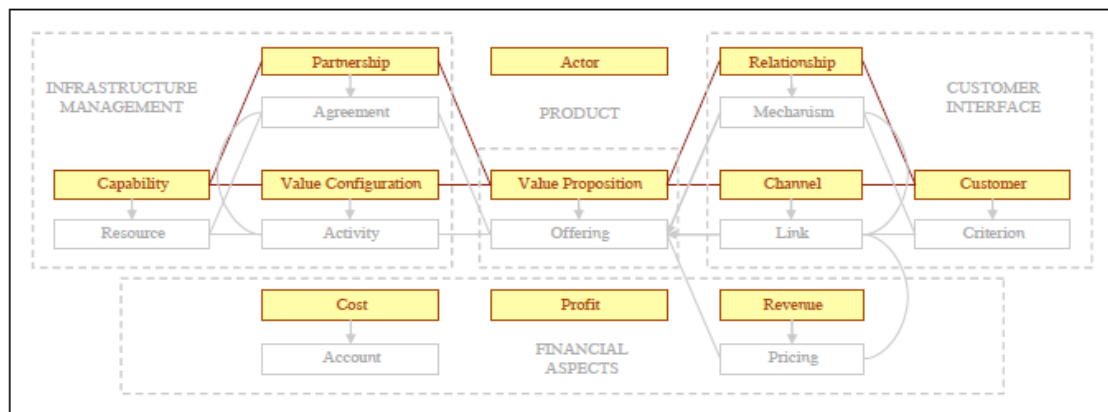 Partnership
Actor
Relationship
INFRASTRUCTURE
MANAGEMENT
CUSTOMER
INTERFACE
Agreement
PRODUCT
Mechanism
Capability
Value Configuration
Value Proposition
Channel
Customer
Resource
Activity
Offering
Link
Criterion
Cost
Profit
Revenue
Account
FINANCIAL
ASPECTS
Pricing